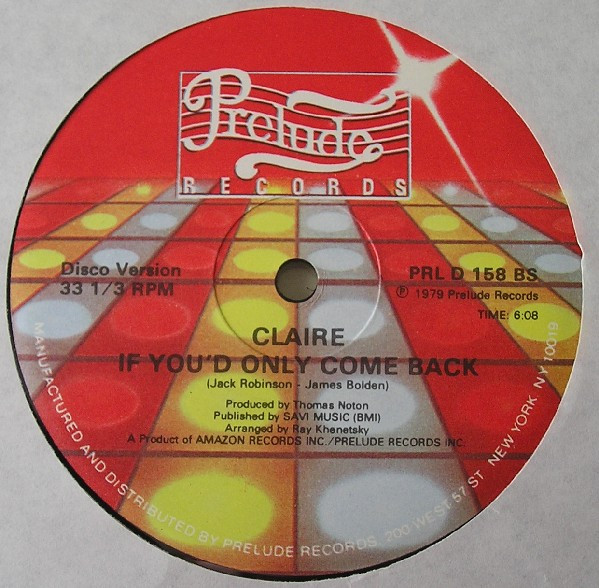 Prelude
RECORDS
Disco Version
33 1/3 RPM
PRL D 158 BS
℗ 1979 Prelude Records
TIME: 6:08
CLAIRE
IF YOU'D ONLY COME BACK
(Jack Robinson - James Bolden)
Produced by Thomas Noton
Published by SAVI MUSIC (BMI)
Arranged by Ray Khenetsky
A Product of AMAZON RECORDS INC./PRELUDE RECORDS INC.
MANUFACTURED AND DISTRIBUTED BY PRELUDE RECORDS 200 WEST 57 ST NEW YORK N Y 10019